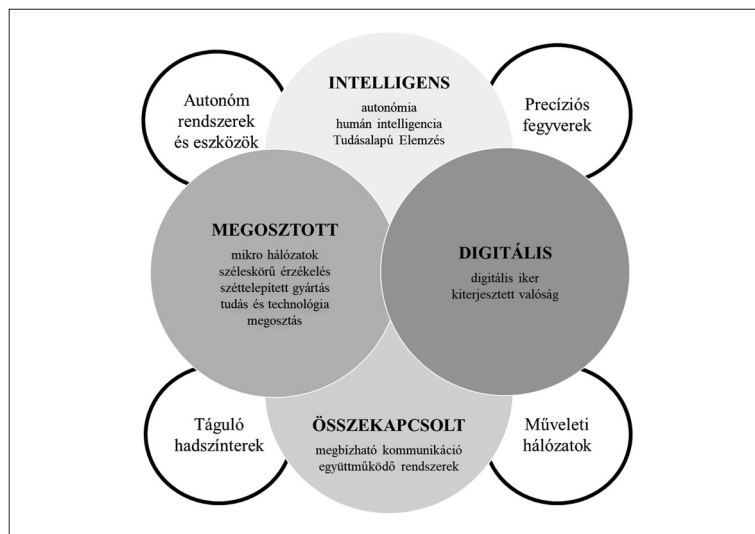 INTELLIGENS
autonómia
humán intelligencia
Tudásalapú Elemzés
Autonóm
rendszerek
és eszközök
Precíziós
fegyverek
MEGOSZTOTT
mikro hálózatok
széleskörű érzékelés
széttelepített gyártás
tudás és technológia
megosztás
DIGITÁLIS
digitális iker
kiterjesztett valóság
Táguló
hadszínterek
ÖSSZEKAPCSOLT
megbízható kommunikáció
együttműködő rendszerek
Műveleti
hálózatok